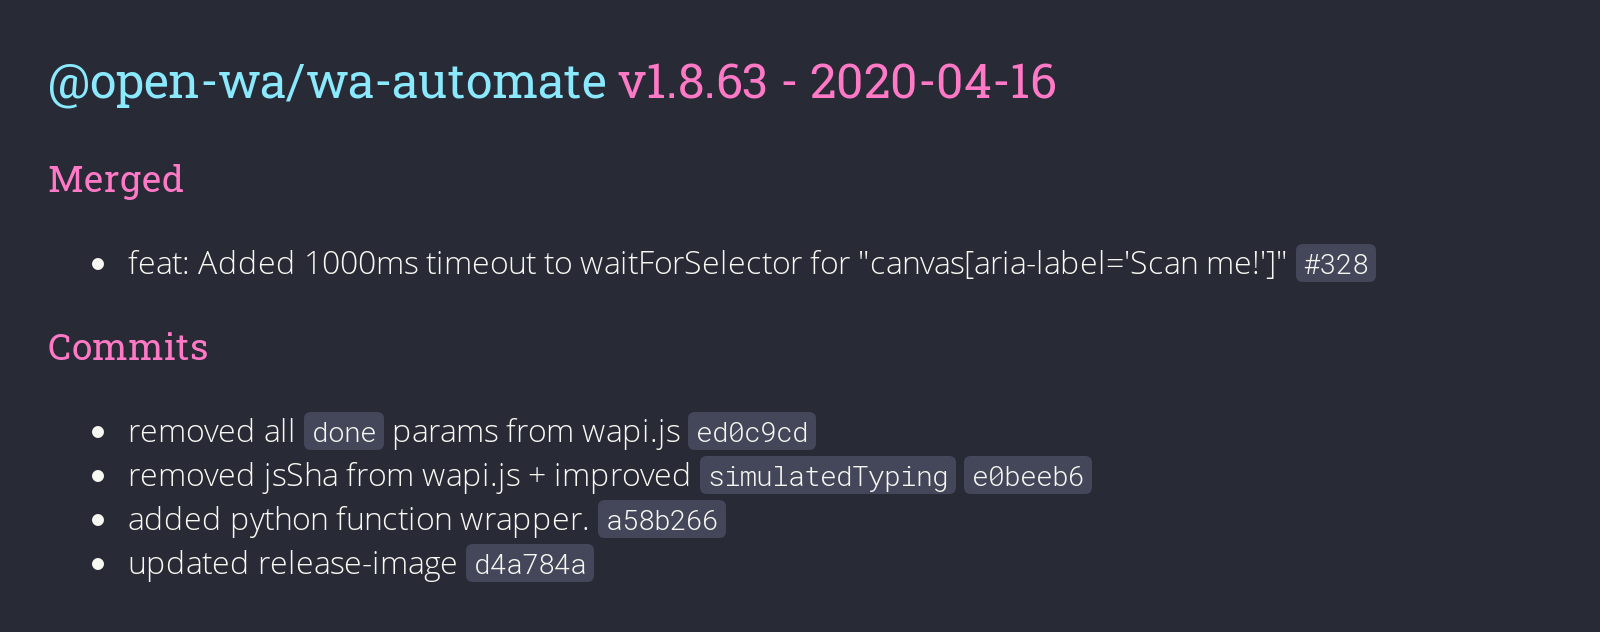 @open-wa/wa-automate v1.8.63 - 2020-04-16
Merged
feat: Added 1000ms timeout to waitForSelector for "canvas[aria-label='Scan me!']" #328
Commits
removed all done params from wapi.js ed0c9cd
removed jsSha from wapi.js + improved simulatedTyping e0beeb6
added python function wrapper. a58b266
updated release-image d4a784a